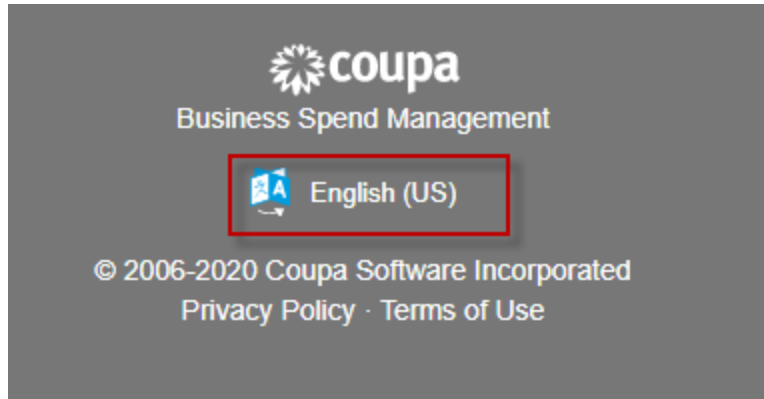 coupa
Business Spend Management
English (US)
© 2006-2020 Coupa Software Incorporated
Privacy Policy · Terms of Use